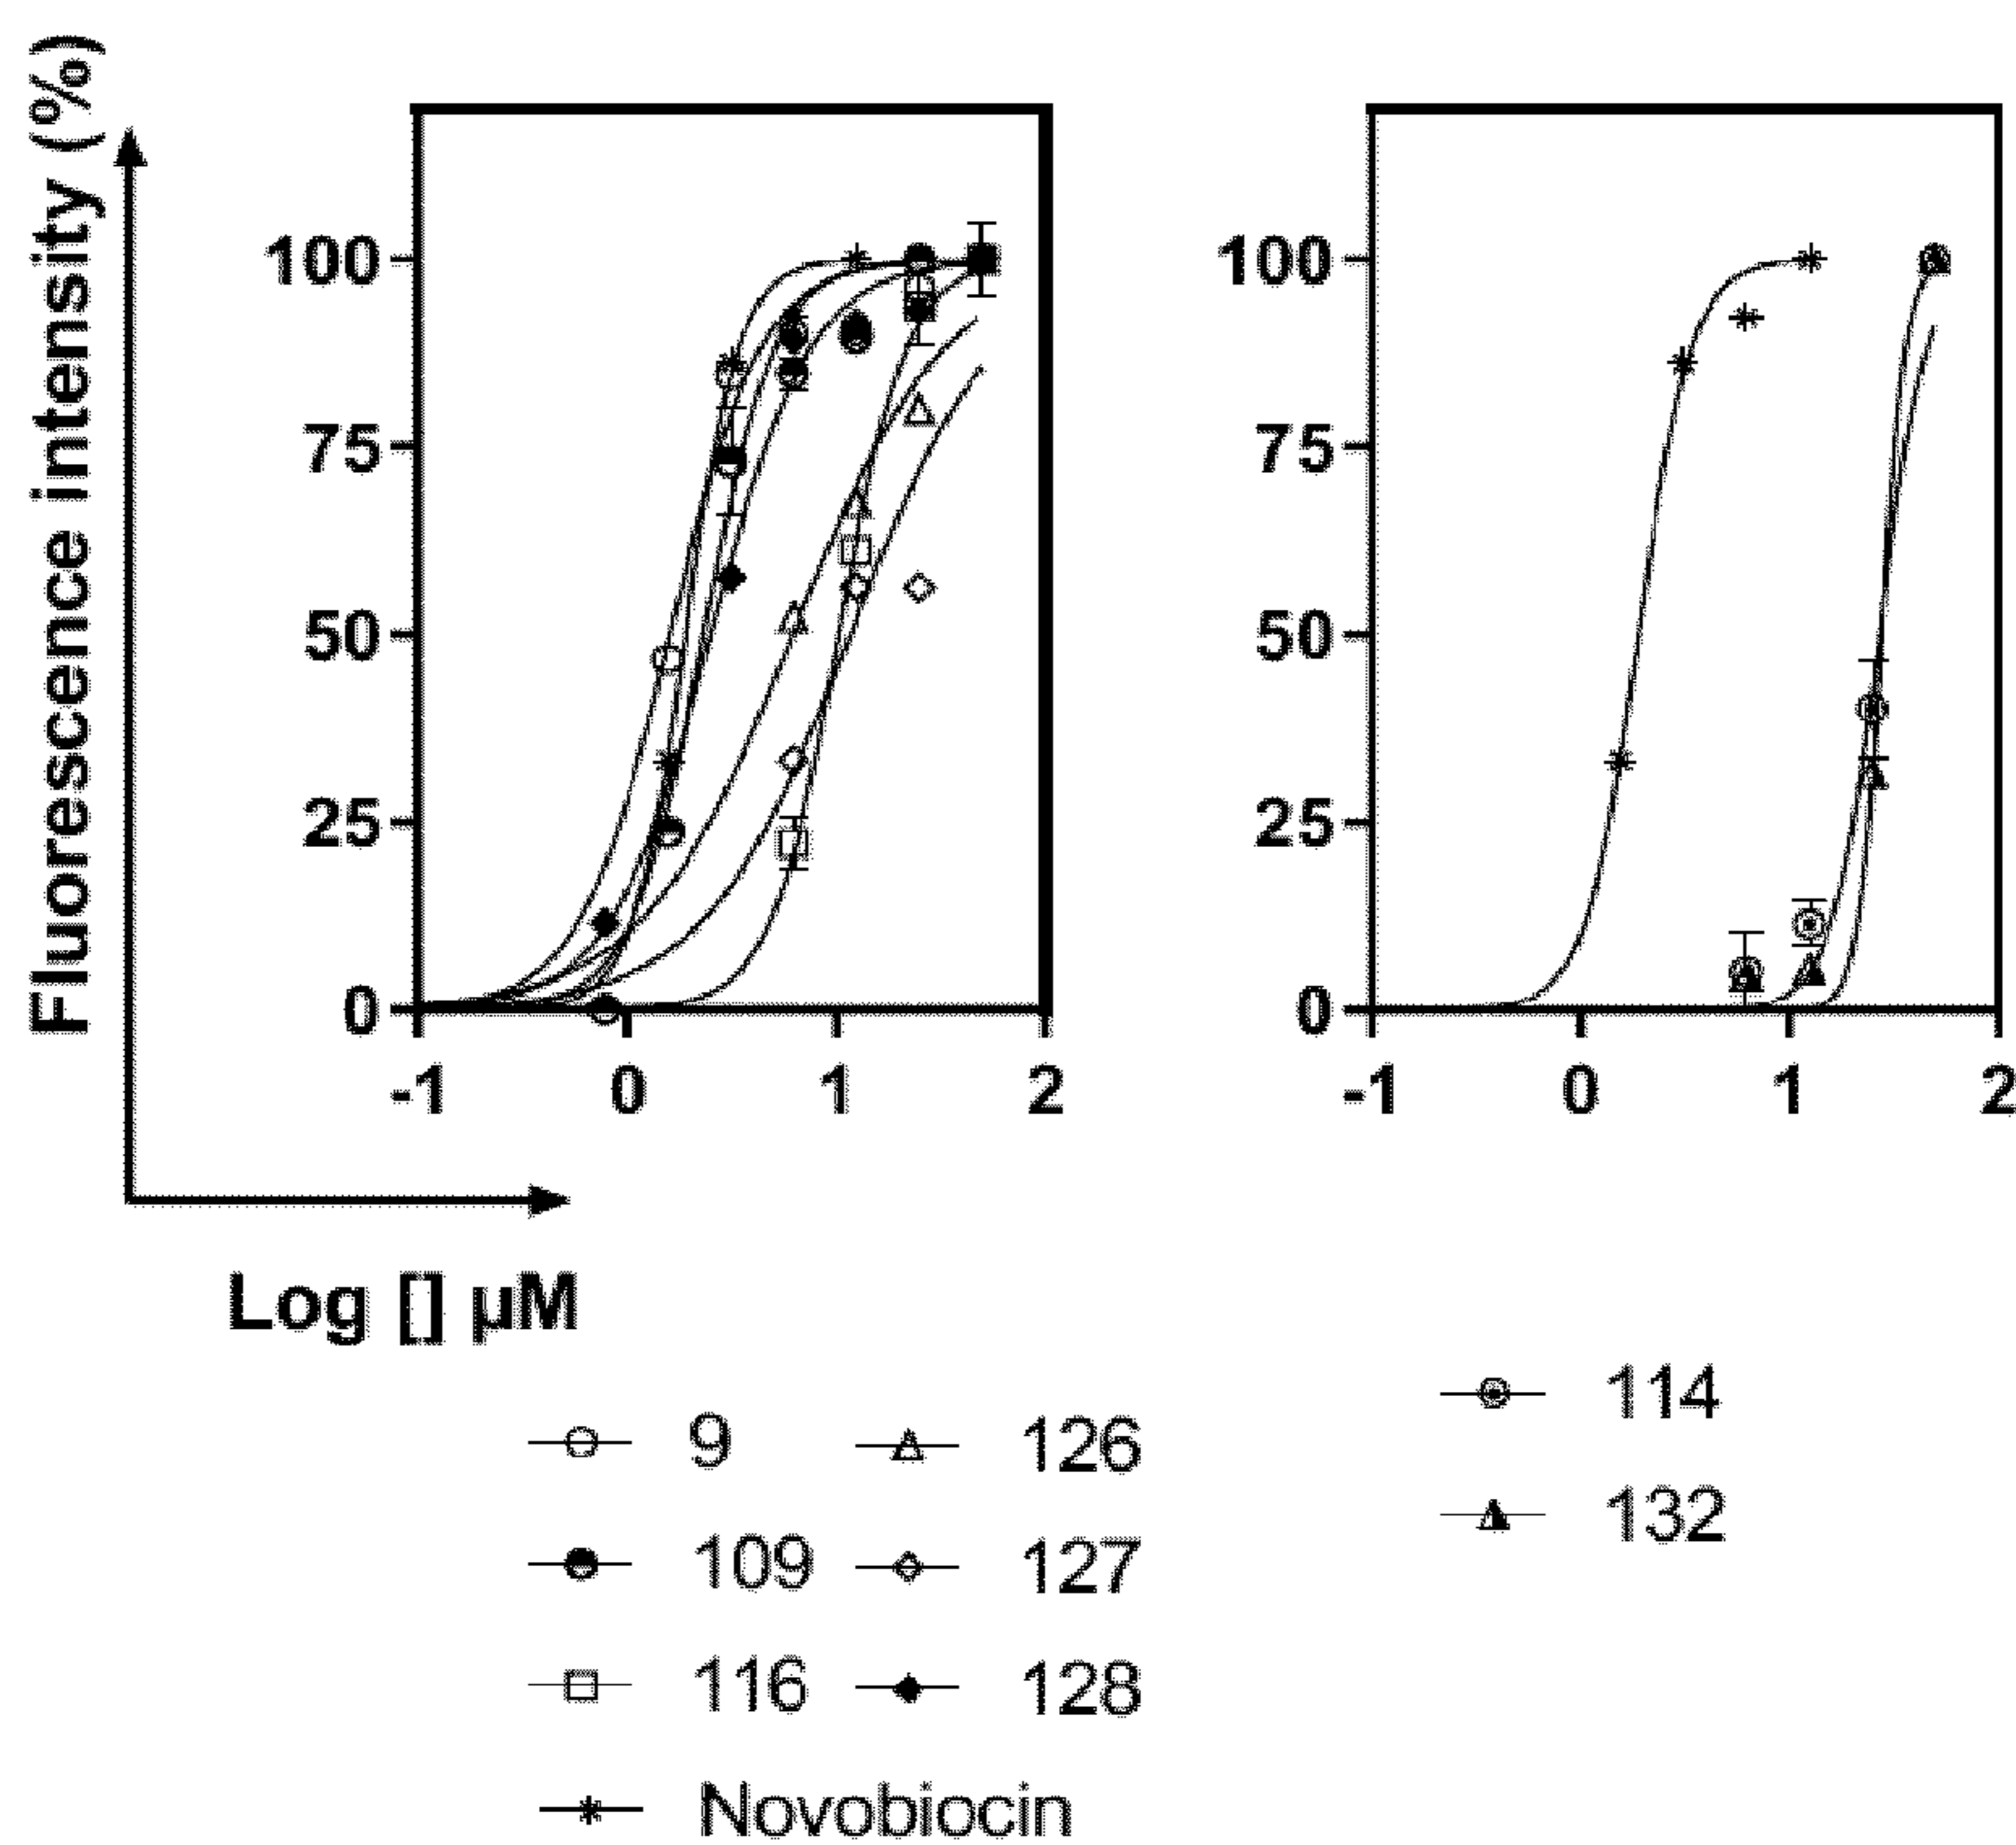 Fluorescence intensity (%)
100 100
75 75
50 50
25 25
0 0
-1 0 1 2 -1 0 1 2
Log [] µM
9 126 114
109 127 132
116 128
Novobiocin